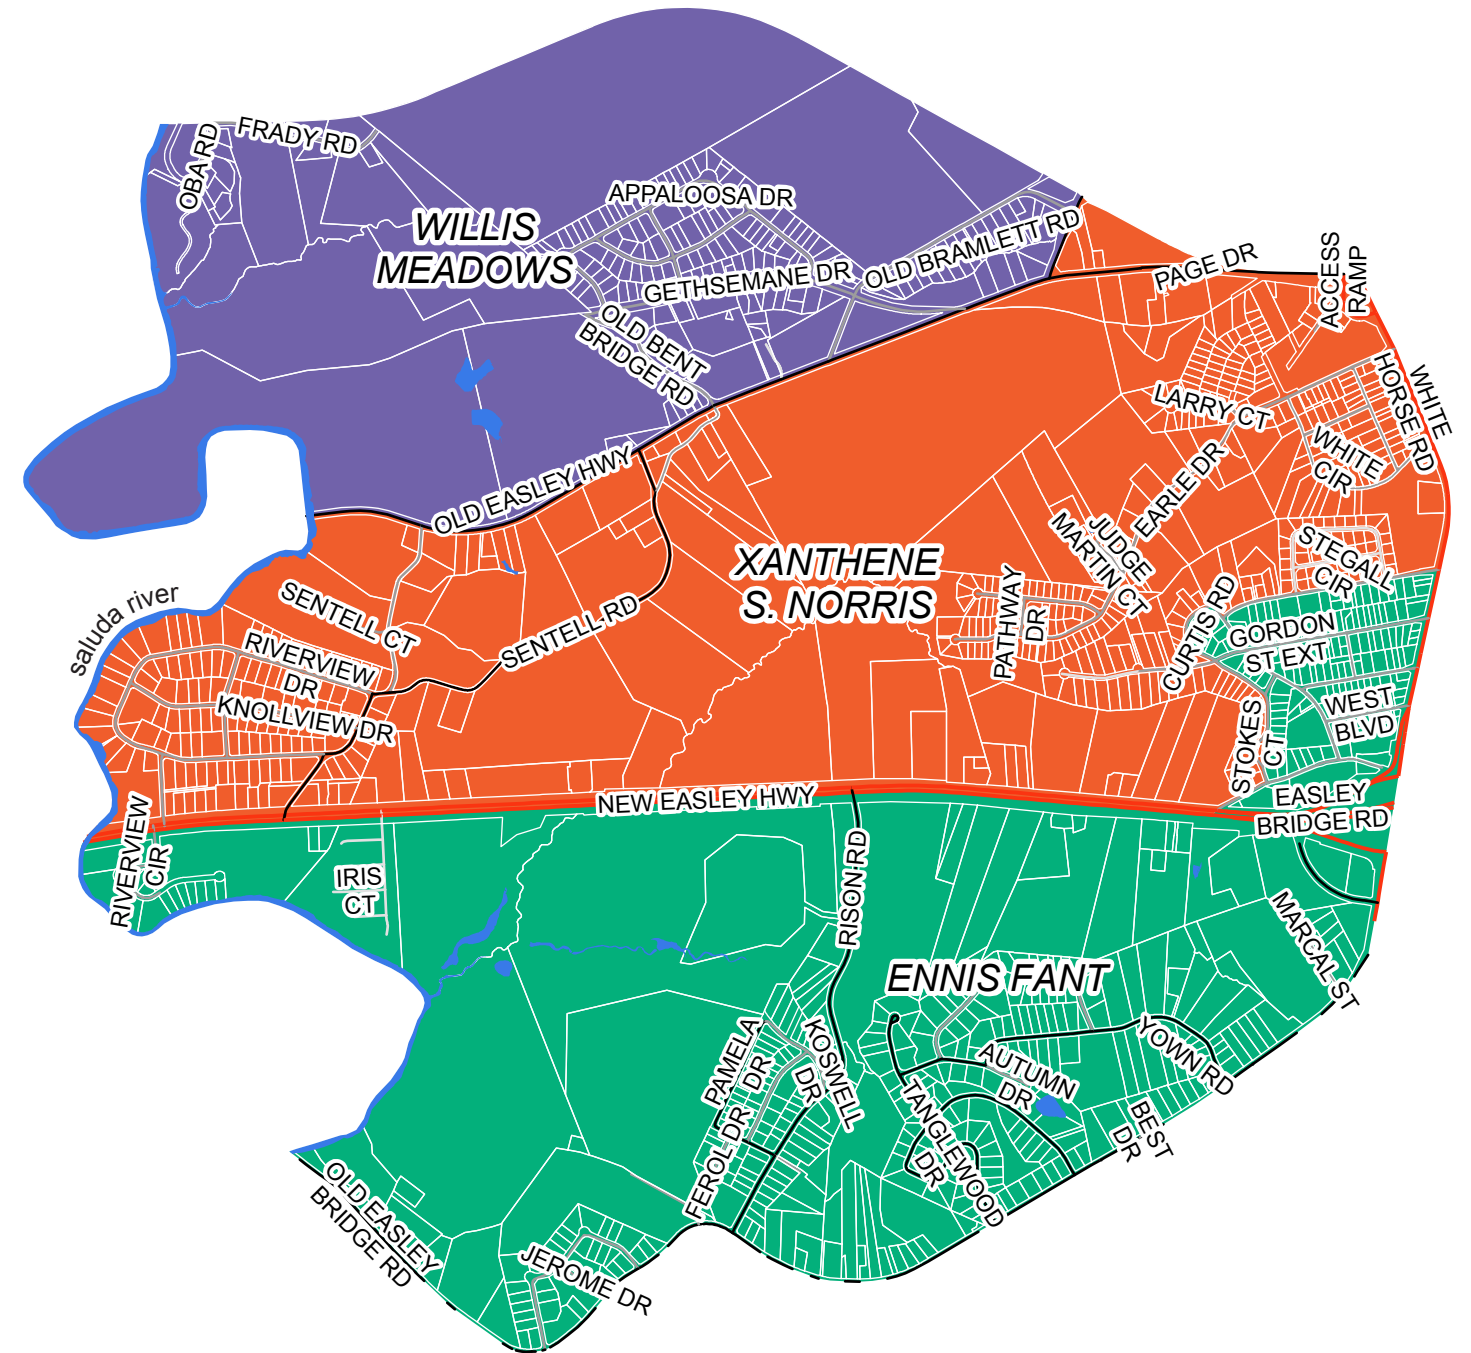 FRADY RD
OBA RD
WILLIS
MEADOWS
APPALOOSA DR
GETHSEMANE DR
OLD BRAMLETT RD
OLD BENT
BRIDGE RD
PAGE DR
ACCESS
RAMP
WHITE
HORSE RD
LARRY CT
WHITE
CIR
EARLE DR
OLD EASLEY HWY
JUDGE
MARTIN CT
STEGALL
CIR
XANTHENE
S. NORRIS
saluda river
SENTELL CT
SENTELL RD
PATHWAY
DR
CURTIS RD
GORDON
ST EXT
RIVERVIEW
DR
KNOLLVIEW DR
WEST
BLVD
STOKES
CT
NEW EASLEY HWY
EASLEY
BRIDGE RD
RIVERVIEW
CIR
IRIS
CT
RISON RD
MARCAL ST
ENNIS FANT
PAMELA
DR
KOSWELL
DR
AUTUMN
DR
YOWN RD
FEROL DR
TANGLEWOOD
DR
BEST
DR
OLD EASLEY
BRIDGE RD
JEROME DR